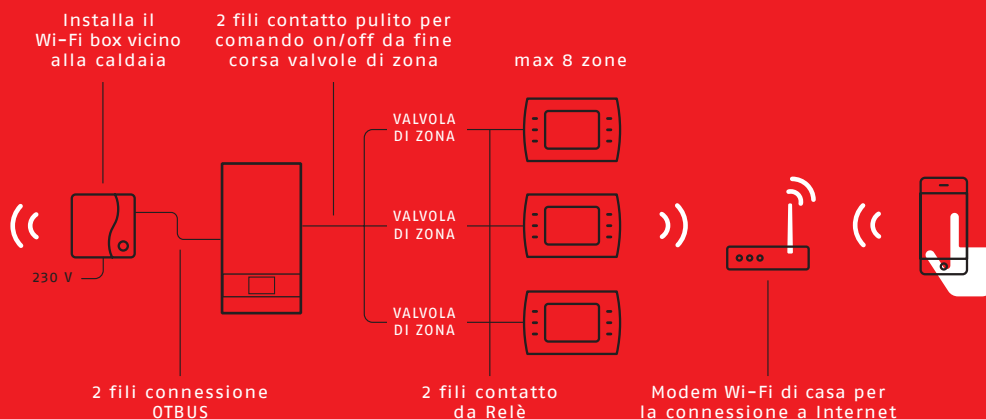 Installa il
Wi-Fi box vicino
alla caldaia
2 fili contatto pulito per
comando on/off da fine
corsa valvole di zona
max 8 zone
VALVOLA
DI ZONA
VALVOLA
DI ZONA
230 V
VALVOLA
DI ZONA
2 fili connessione
OTBUS
2 fili contatto
da Relè
Modem Wi-Fi di casa per
la connessione a Internet